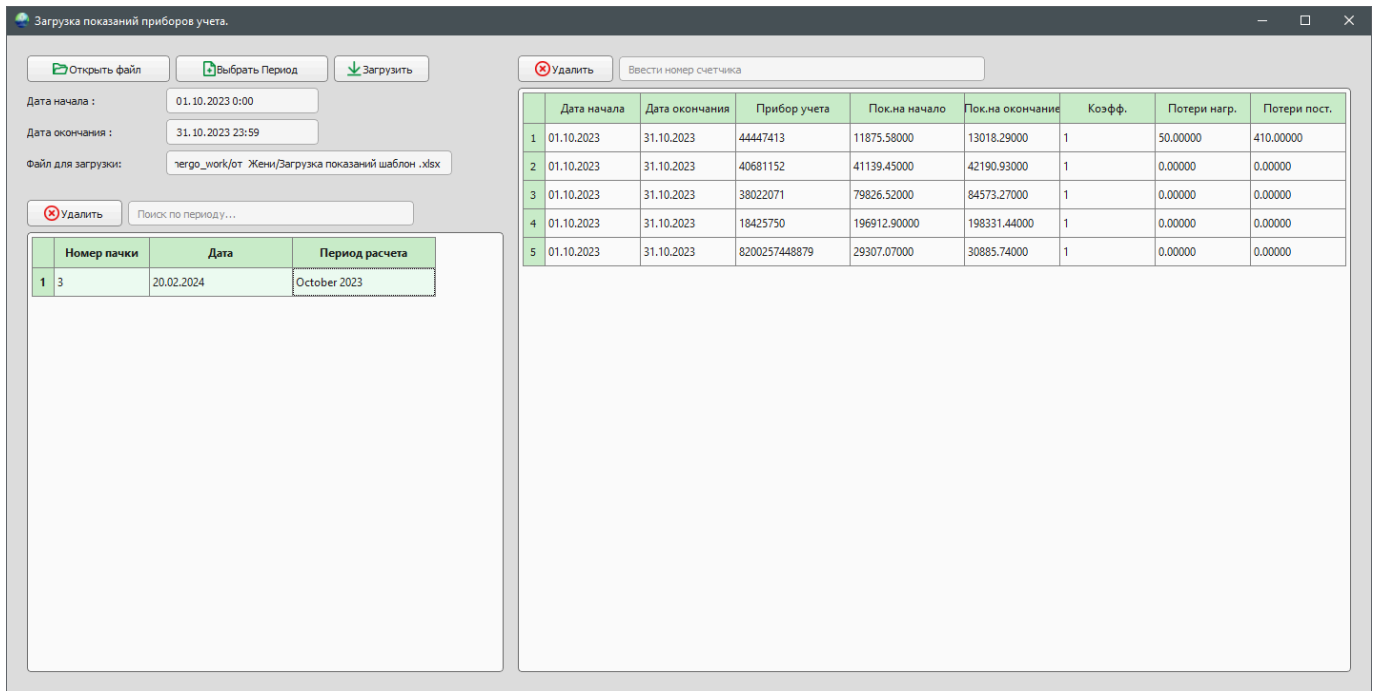 Загрузка показаний приборов учета.
Открыть файл Выбрать Период Загрузить
Дата начала : 01.10.2023 0:00
Дата окончания : 31.10.2023 23:59
Файл для загрузки: nergo_work/от Жени/Загрузка показаний шаблон .xlsx
Удалить Поиск по периоду...
Номер пачки Дата Период расчета
1 3 20.02.2024 October 2023
Удалить Ввести номер счетчика
Дата начала Дата окончания Прибор учета Пок.на начало Пок.на окончание Коэфф. Потери нагр. Потери пост.
1 01.10.2023 31.10.2023 44447413 11875.58000 13018.29000 1 50.00000 410.00000
2 01.10.2023 31.10.2023 40681152 41139.45000 42190.93000 1 0.00000 0.00000
3 01.10.2023 31.10.2023 38022071 79826.52000 84573.27000 1 0.00000 0.00000
4 01.10.2023 31.10.2023 18425750 196912.90000 198331.44000 1 0.00000 0.00000
5 01.10.2023 31.10.2023 8200257448879 29307.07000 30885.74000 1 0.00000 0.00000